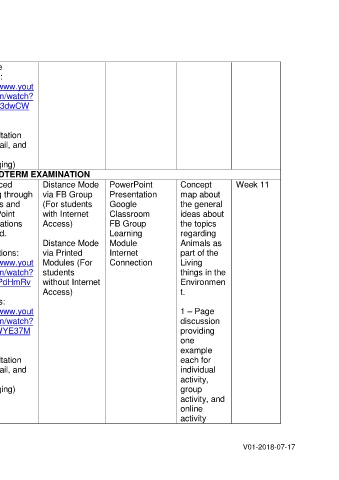 e
:
www.yout
m/watch?
3dwCW
tation
ail, and
ging)
DTERM EXAMINATION
ced
g through
s and
Point
ations
d.
tions:
www.yout
m/watch?
PdHmRv
s:
www.yout
m/watch?
WYE37M
tation
ail, and
ging)
Distance Mode
via FB Group
(For students
with Internet
Access)
Distance Mode
via Printed
Modules (For
students
without Internet
Access)
PowerPoint
Presentation
Google
Classroom
FB Group
Learning
Module
Internet
Connection
Concept
map about
the general
ideas about
the topics
regarding
Animals as
part of the
Living
things in the
Environmen
t.
1 – Page
discussion
providing
one
example
each for
individual
activity,
group
activity, and
online
activity
Week 11
V01-2018-07-17